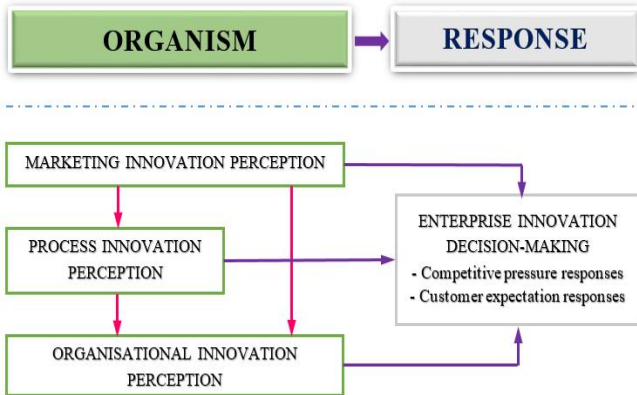 ORGANISM
RESPONSE
MARKETING INNOVATION PERCEPTION
PROCESS INNOVATION
PERCEPTION
ENTERPRISE INNOVATION
DECISION-MAKING
- Competitive pressure responses
- Customer expectation responses
ORGANISATIONAL INNOVATION
PERCEPTION